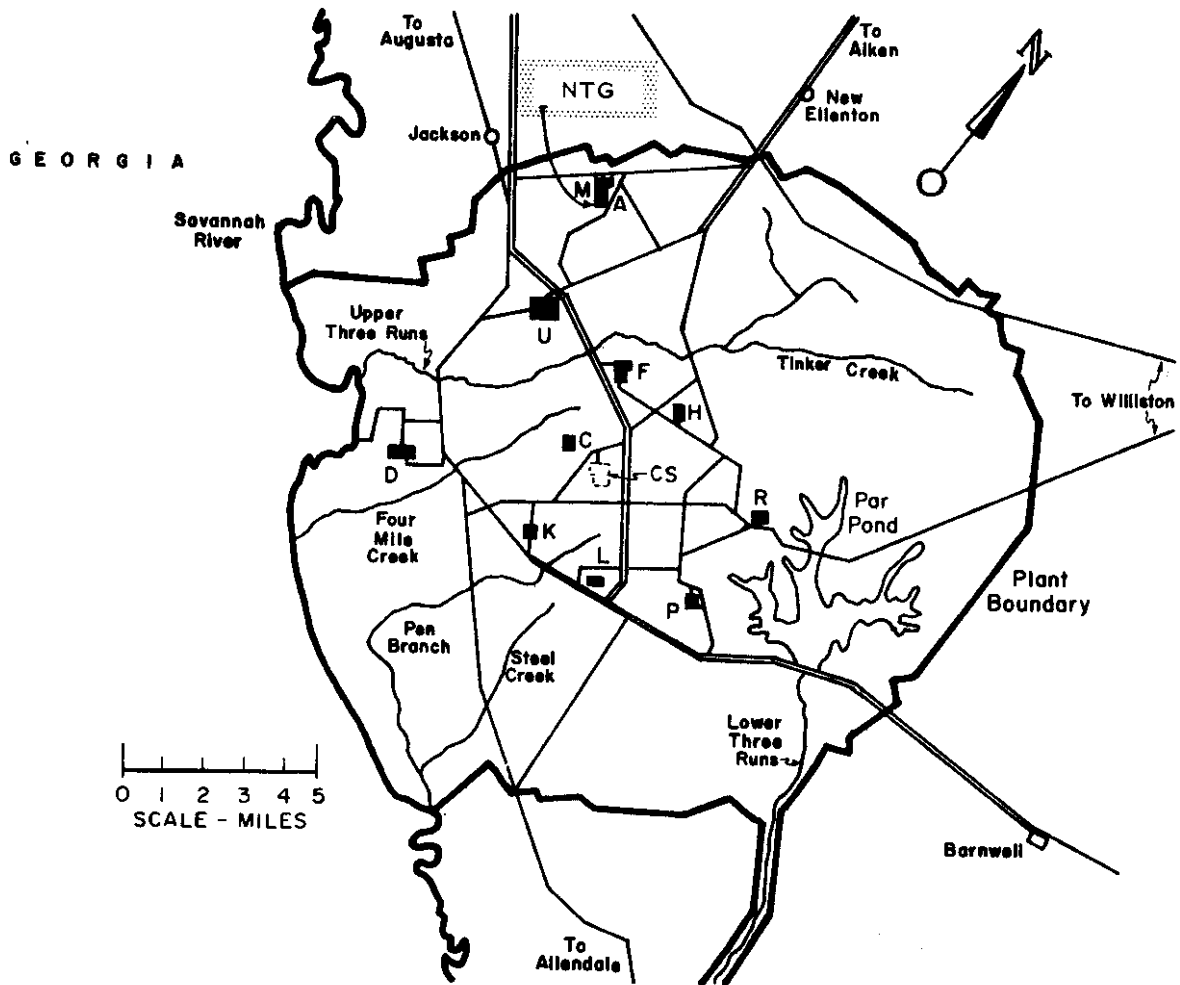 To
Augusta
To
Aiken
N
NTG
New
Ellenton
Jackson
GEORGIA
M
A
Savannah
River
Upper
Three Runs
U
F
Tinker Creek
To Williston
H
C
D
CS
R
Par
Pond
Four
Mile
Creek
K
L
P
Plant
Boundary
Pen
Branch
Steel
Creek
Lower
Three
Runs
0 1 2 3 4 5
SCALE - MILES
Barnwell
To
Allendale